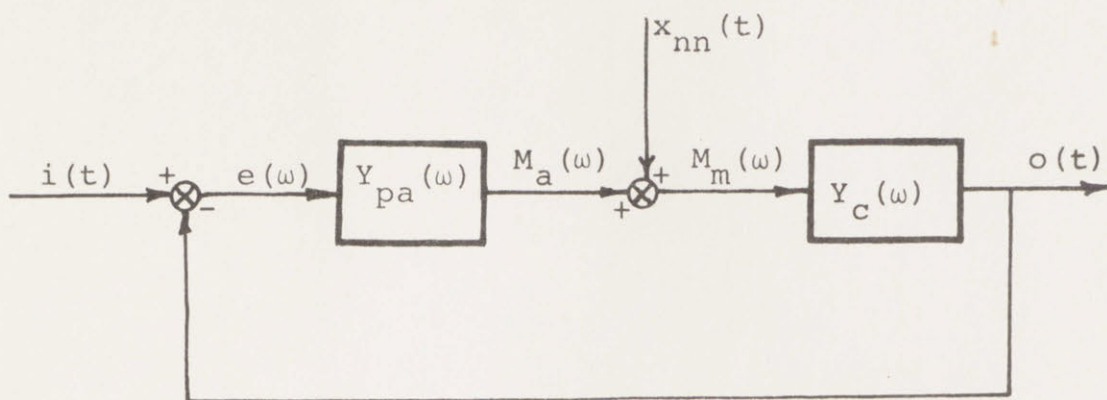 x_nn(t)
i(t)
+
-
e(ω)
Y_pa(ω)
M_a(ω)
+
+
M_m(ω)
Y_c(ω)
o(t)